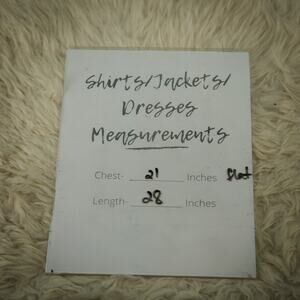 Shirts/Jackets/
Dresses
Measurements
Chest- 21 Inches flat
Length- 28 Inches